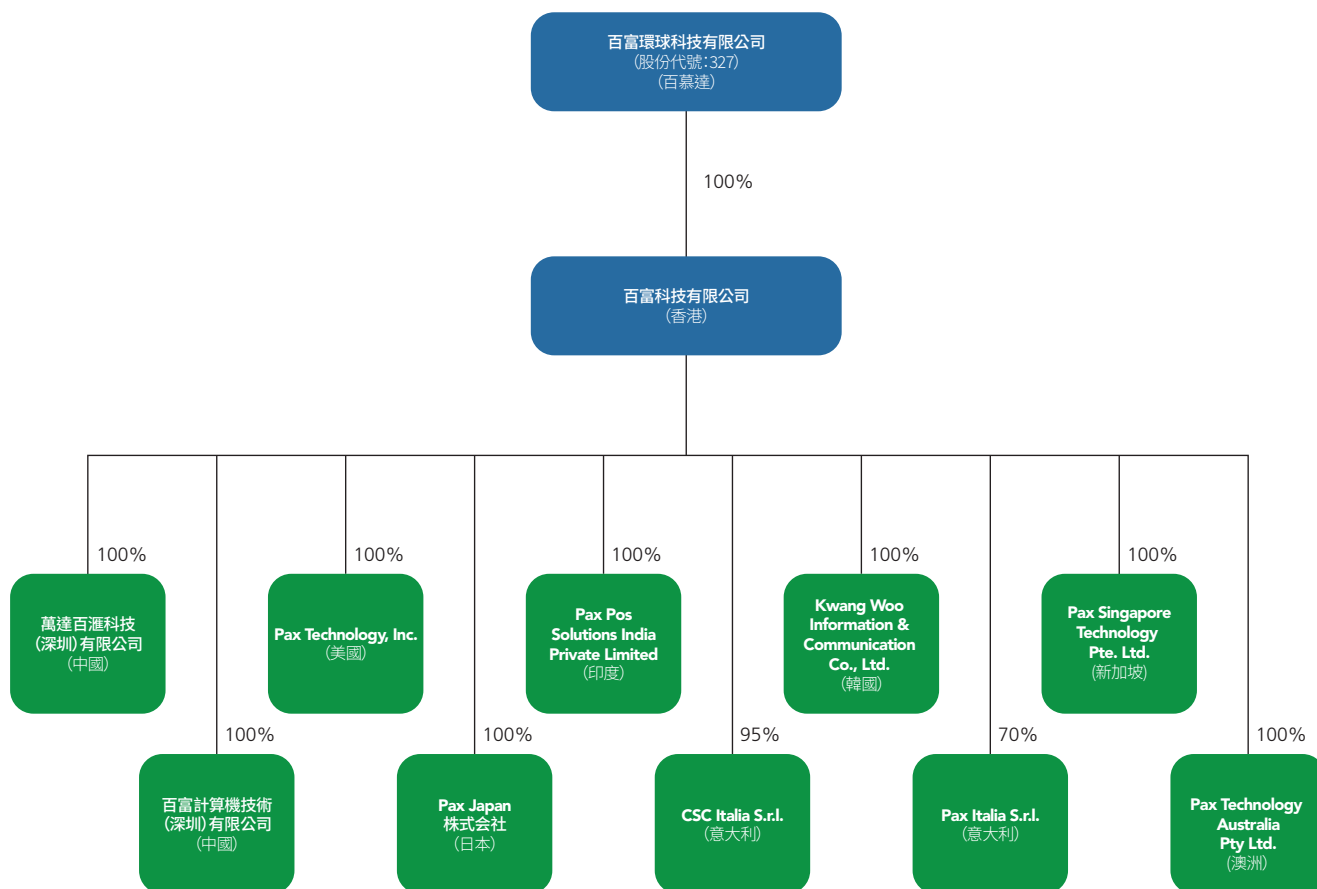 百富環球科技有限公司
(股份代號:327)
(百慕達)
100%
百富科技有限公司
(香港)
100%
萬達百滙科技
(深圳)有限公司
(中國)
100%
百富計算機技術
(深圳)有限公司
(中國)
100%
Pax Technology, Inc.
(美國)
100%
Pax Japan
株式会社
(日本)
100%
Pax Pos
Solutions India
Private Limited
(印度)
95%
CSC Italia S.r.l.
(意大利)
100%
Kwang Woo
Information &
Communication
Co., Ltd.
(韓國)
70%
Pax Italia S.r.l.
(意大利)
100%
Pax Singapore
Technology
Pte. Ltd.
(新加坡)
100%
Pax Technology
Australia
Pty Ltd.
(澳洲)